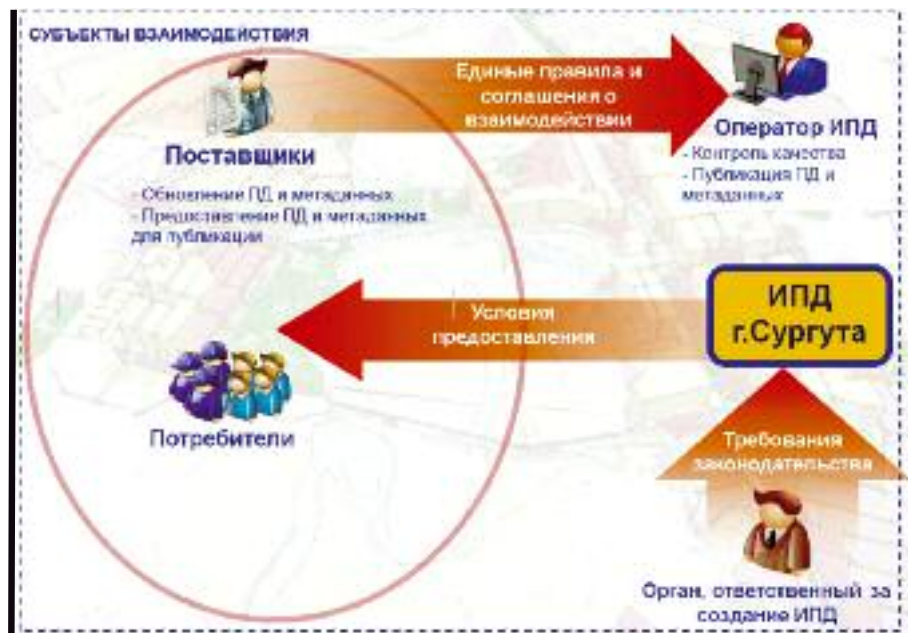 СУБЪЕКТЫ ВЗАИМОДЕЙСТВИЯ
Единые правила и
соглашения о
взаимодействии
Поставщики
- Обновление ПД и метаданных
- Предоставление ПД и метаданных
для публикации
Оператор ИПД
- Контроль качества
- Публикация ПД и
метаданных
Условия
предоставления
ИПД
г.Сургута
Потребители
Требования
законодательства
Орган, ответственный за
создание ИПД